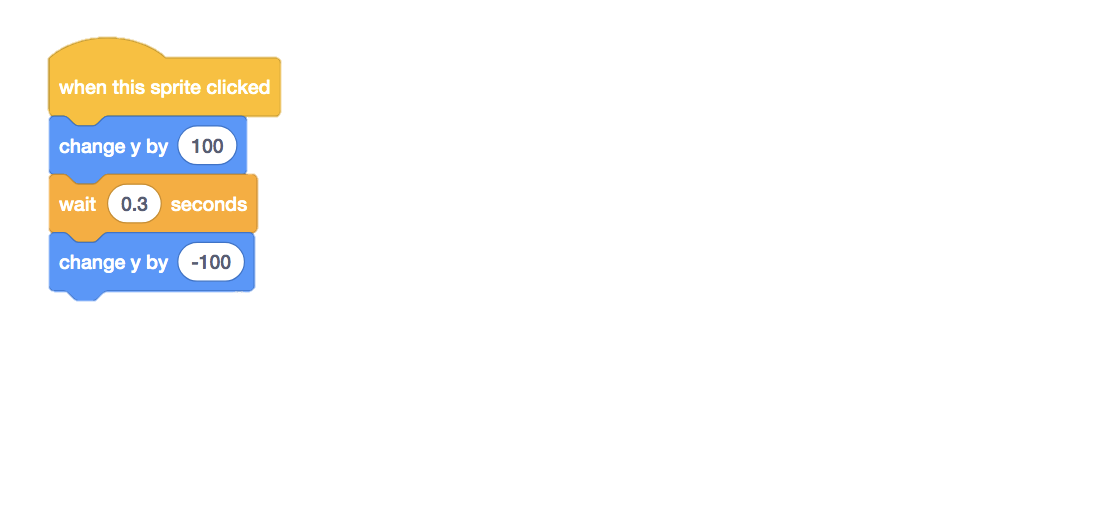 when this sprite clicked
change y by 100
wait 0.3 seconds
change y by -100